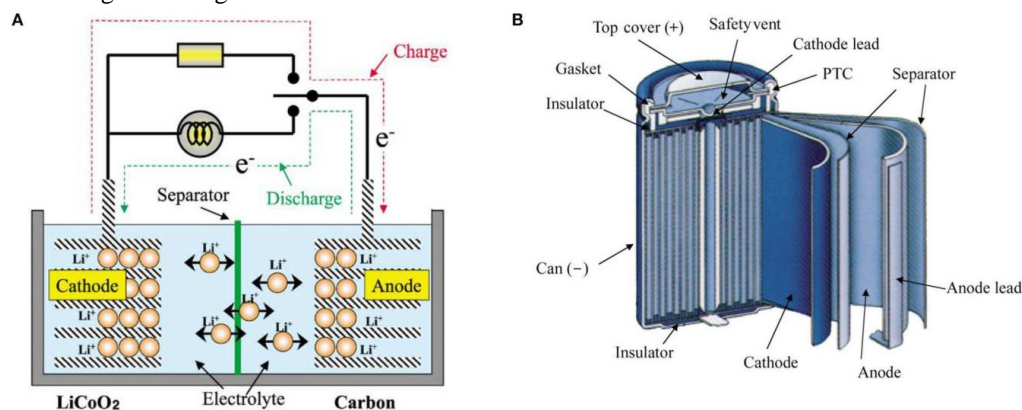 A
Charge
e-
e-
Discharge
Separator
Li+
Li+
Li+
Li+
Li+
Li+
Li+
Li+
Li+
Li+
Cathode
Anode
Li+
Li+
Li+
Electrolyte
LiCoO2
Carbon
B
Top cover (+)
Safety vent
Cathode lead
PTC
Gasket
Separator
Insulator
Can (−)
Anode lead
Insulator
Cathode
Anode